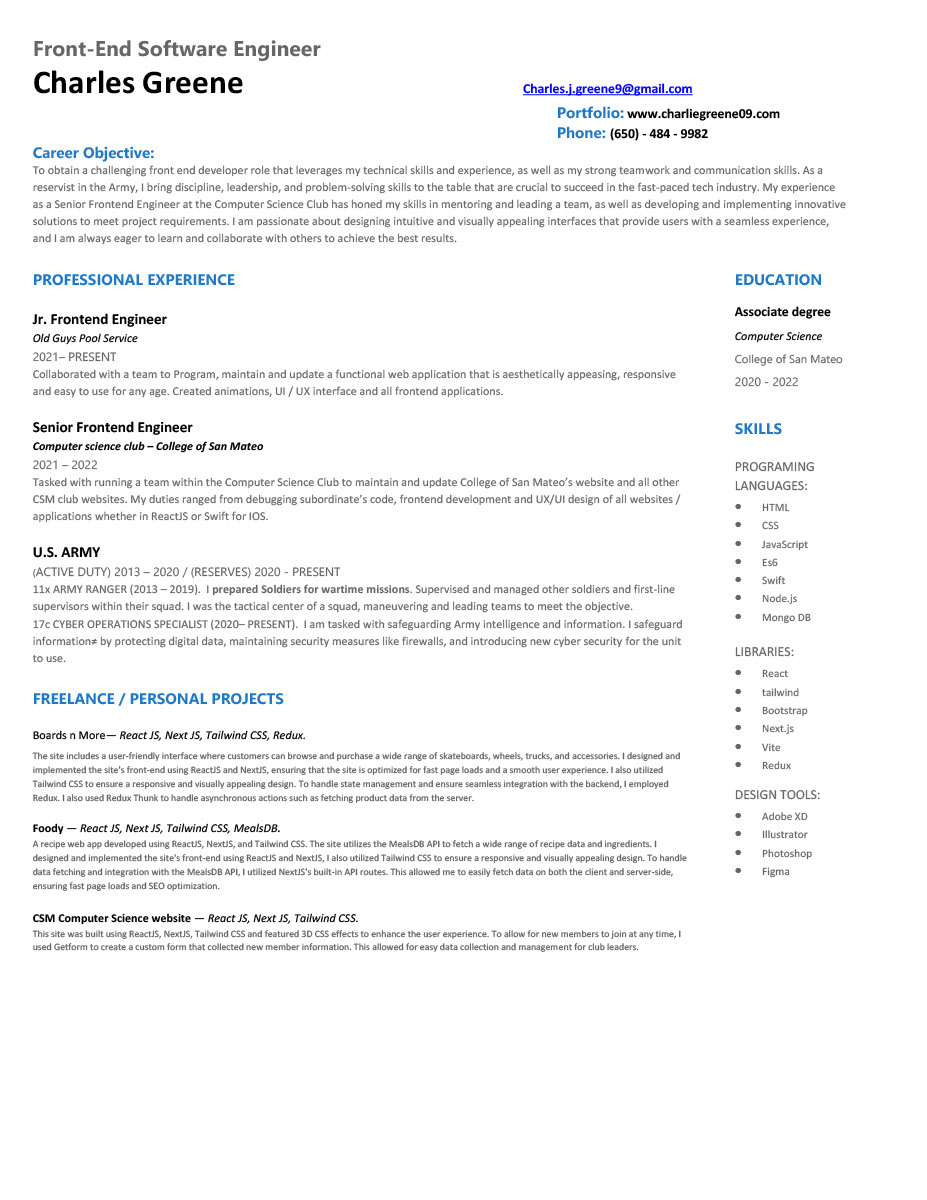 Front-End Software Engineer
Charles Greene
Charles.j.greene9@gmail.com
Portfolio: www.charliegreene09.com
Phone: (650) - 484 - 9982
Career Objective:
To obtain a challenging front end developer role that leverages my technical skills and experience, as well as my strong teamwork and communication skills. As a
reservist in the Army, I bring discipline, leadership, and problem-solving skills to the table that are crucial to succeed in the fast-paced tech industry. My experience
as a Senior Frontend Engineer at the Computer Science Club has honed my skills in mentoring and leading a team, as well as developing and implementing innovative
solutions to meet project requirements. I am passionate about designing intuitive and visually appealing interfaces that provide users with a seamless experience,
and I am always eager to learn and collaborate with others to achieve the best results.
PROFESSIONAL EXPERIENCE
Jr. Frontend Engineer
Old Guys Pool Service
2021– PRESENT
Collaborated with a team to Program, maintain and update a functional web application that is aesthetically appeasing, responsive
and easy to use for any age. Created animations, UI / UX interface and all frontend applications.
Senior Frontend Engineer
Computer science club – College of San Mateo
2021 – 2022
Tasked with running a team within the Computer Science Club to maintain and update College of San Mateo's website and all other
CSM club websites. My duties ranged from debugging subordinate's code, frontend development and UX/UI design of all websites /
applications whether in ReactJS or Swift for IOS.
U.S. ARMY
(ACTIVE DUTY) 2013 – 2020 / (RESERVES) 2020 - PRESENT
11x ARMY RANGER (2013 – 2019). I prepared Soldiers for wartime missions. Supervised and managed other soldiers and first-line
supervisors within their squad. I was the tactical center of a squad, maneuvering and leading teams to meet the objective.
17c CYBER OPERATIONS SPECIALIST (2020– PRESENT). I am tasked with safeguarding Army intelligence and information. I safeguard
information≠ by protecting digital data, maintaining security measures like firewalls, and introducing new cyber security for the unit
to use.
FREELANCE / PERSONAL PROJECTS
Boards n More— React JS, Next JS, Tailwind CSS, Redux.
The site includes a user-friendly interface where customers can browse and purchase a wide range of skateboards, wheels, trucks, and accessories. I designed and
implemented the site's front-end using ReactJS and NextJS, ensuring that the site is optimized for fast page loads and a smooth user experience. I also utilized
Tailwind CSS to ensure a responsive and visually appealing design. To handle state management and ensure seamless integration with the backend, I employed
Redux. I also used Redux Thunk to handle asynchronous actions such as fetching product data from the server.
Foody — React JS, Next JS, Tailwind CSS, MealsDB.
A recipe web app developed using ReactJS, NextJS, and Tailwind CSS. The site utilizes the MealsDB API to fetch a wide range of recipe data and ingredients. I
designed and implemented the site's front-end using ReactJS and NextJS, I also utilized Tailwind CSS to ensure a responsive and visually appealing design. To handle
data fetching and integration with the MealsDB API, I utilized NextJS's built-in API routes. This allowed me to easily fetch data on both the client and server-side,
ensuring fast page loads and SEO optimization.
CSM Computer Science website — React JS, Next JS, Tailwind CSS.
This site was built using ReactJS, NextJS, Tailwind CSS and featured 3D CSS effects to enhance the user experience. To allow for new members to join at any time, I
used Getform to create a custom form that collected new member information. This allowed for easy data collection and management for club leaders.
EDUCATION
Associate degree
Computer Science
College of San Mateo
2020 - 2022
SKILLS
PROGRAMING
LANGUAGES:
• HTML
• CSS
• JavaScript
• Es6
• Swift
• Node.js
• Mongo DB
LIBRARIES:
• React
• tailwind
• Bootstrap
• Next.js
• Vite
• Redux
DESIGN TOOLS:
• Adobe XD
• Illustrator
• Photoshop
• Figma